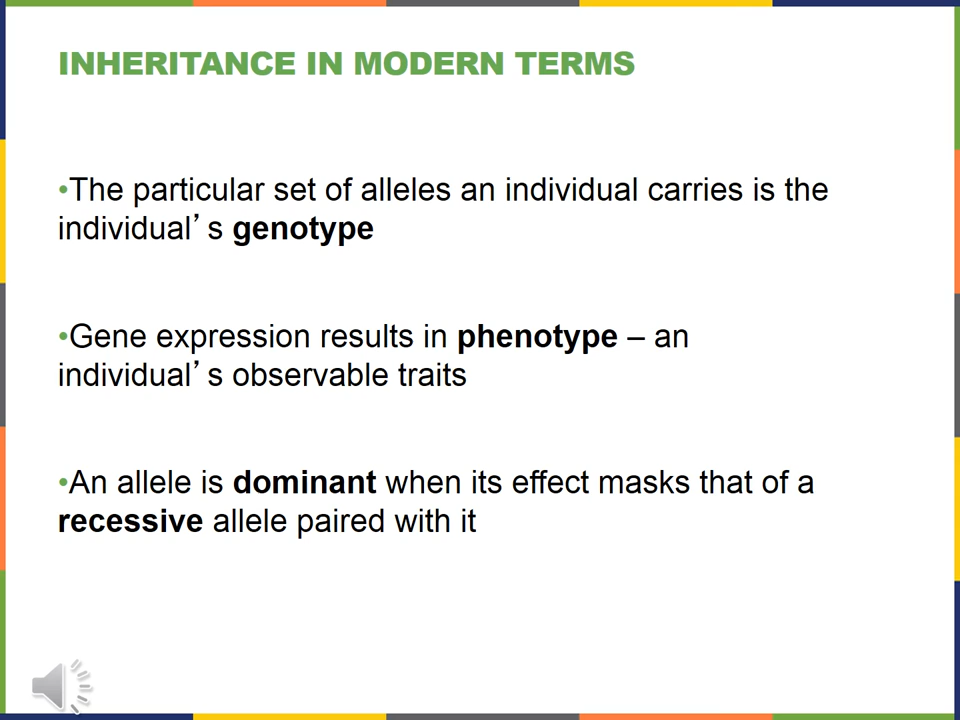 INHERITANCE IN MODERN TERMS
•The particular set of alleles an individual carries is the
individual’s genotype
•Gene expression results in phenotype – an
individual’s observable traits
•An allele is dominant when its effect masks that of a
recessive allele paired with it